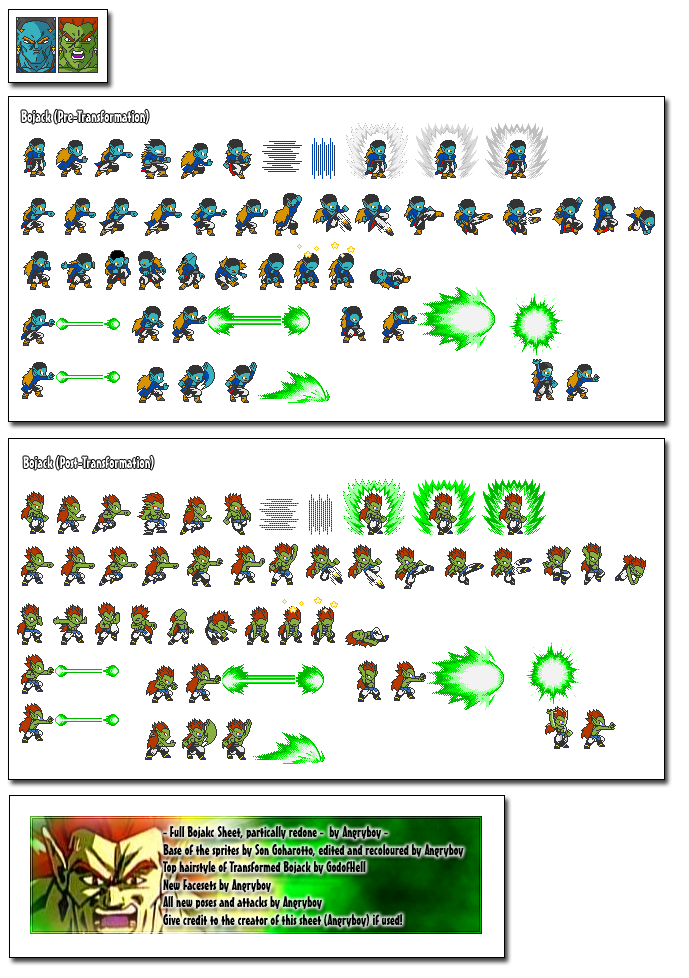 Bojack (Pre-Transformation)
Bojack (Post-Transformation)
- Full Bojakc Sheet, partically redone - by Angryboy -
Base of the sprites by Son Goharotto, edited and recoloured by Angryboy
Top hairstyle of Transformed Bojack by GodofHell
New Facesets by Angryboy
All new poses and attacks by Angryboy
Give credit to the creator of this sheet (Angryboy) if used!